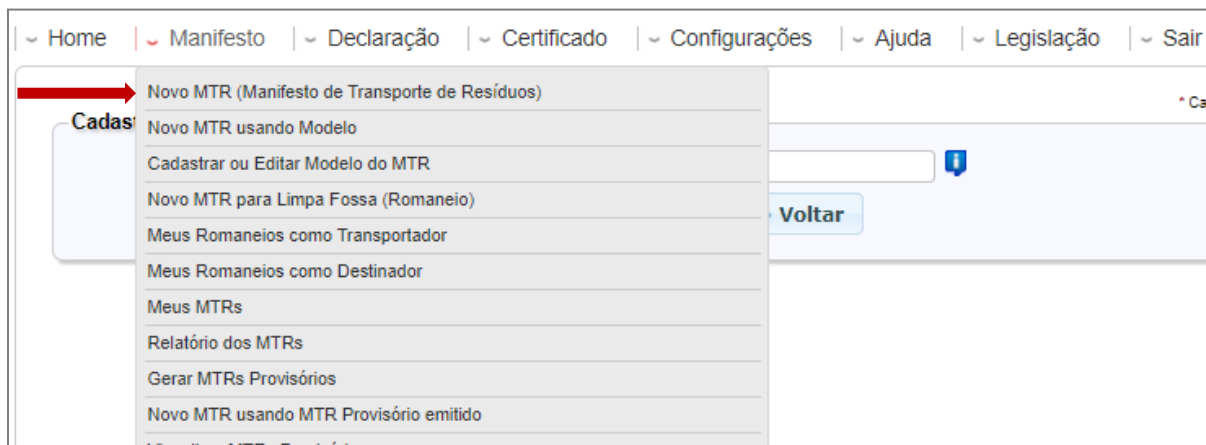 Home Manifesto Declaração Certificado Configurações Ajuda Legislação Sair
Novo MTR (Manifesto de Transporte de Resíduos)
* Ca
Cadast
Novo MTR usando Modelo
Cadastrar ou Editar Modelo do MTR
Novo MTR para Limpa Fossa (Romaneio)
Voltar
Meus Romaneios como Transportador
Meus Romaneios como Destinador
Meus MTRs
Relatório dos MTRs
Gerar MTRs Provisórios
Novo MTR usando MTR Provisório emitido